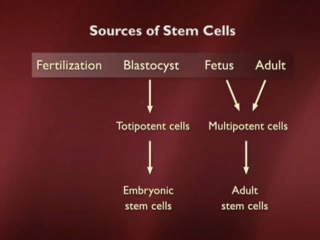 Sources of Stem Cells
Fertilization Blastocyst Fetus Adult
Totipotent cells Multipotent cells
Embryonic Adult
stem cells stem cells